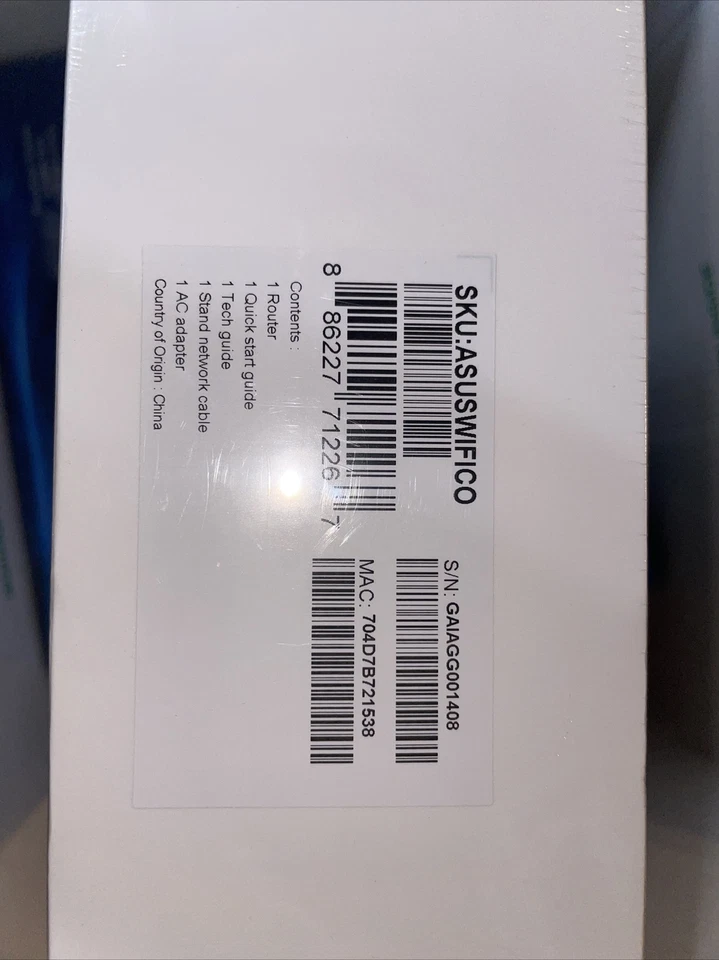 SKU:ASUSWIFICO
8 86227 71226 7
S/N: GAIAGG001408
MAC: 704D7B721538
Contents :
1 Router
1 Quick start guide
1 Tech guide
1 Stand network cable
1 AC adapter
Country of Origin : China